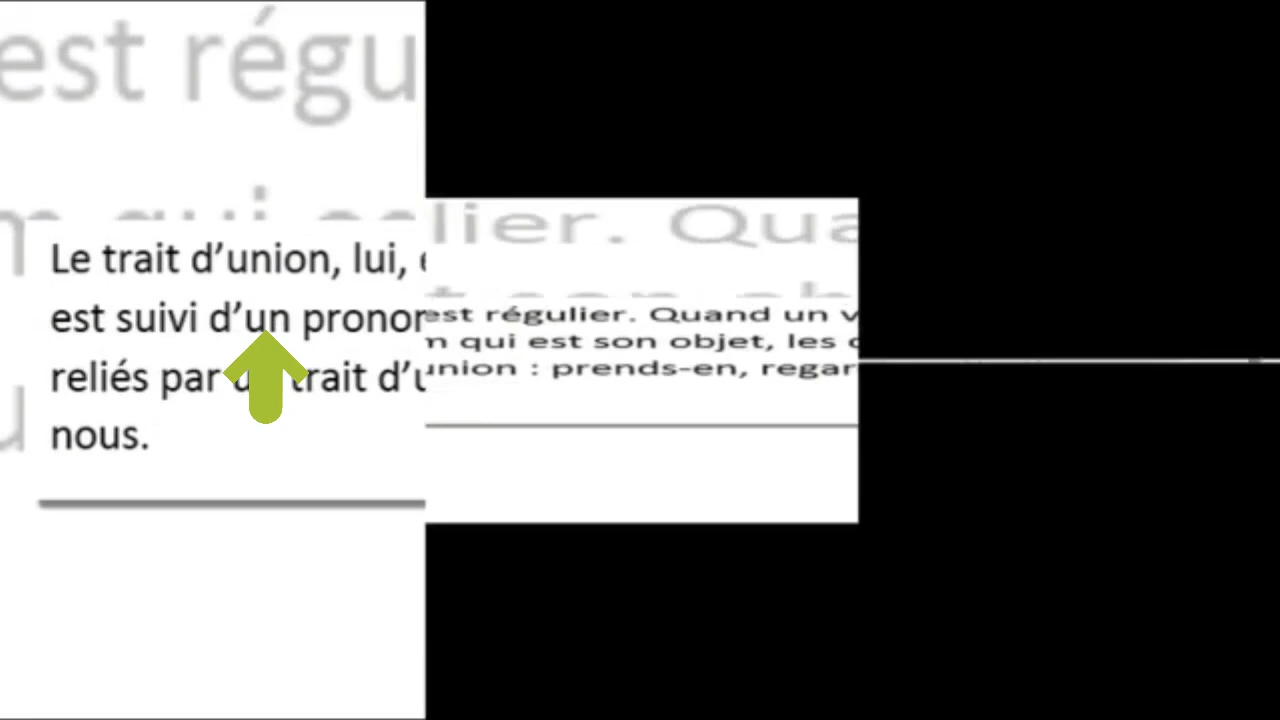 est régu
Le trait d’union, lui,
est suivi d’un pronom
reliés par trait d’u
nous.
lier. Qua
est régulier. Quand un v
m qui est son objet, les
union : prends-en, regar